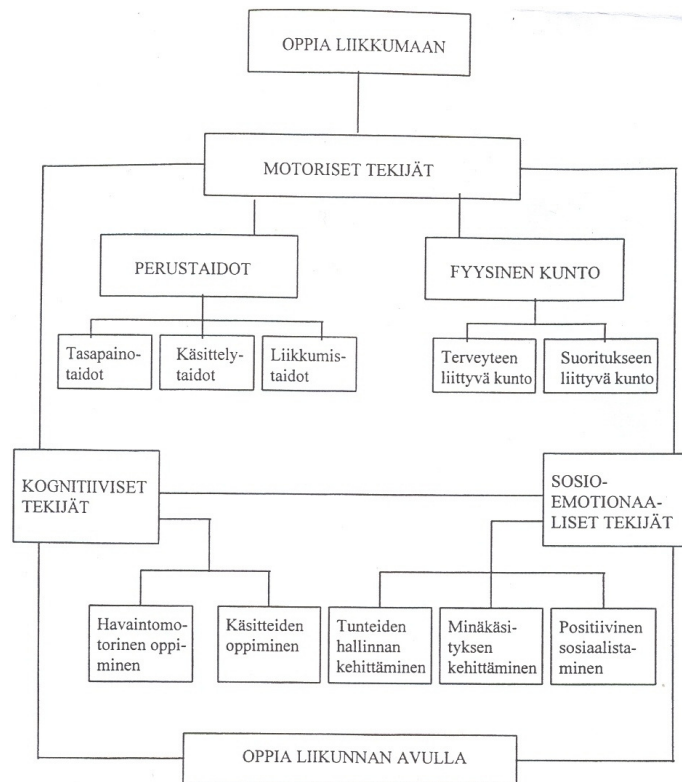 OPPIA LIIKKUMAAN
MOTORISET TEKIJÄT
PERUSTAIDOT
FYYSINEN KUNTO
Tasapaino-
taidot
Käsittely-
taidot
Liikkumis-
taidot
Terveyteen
liittyvä kunto
Suoritukseen
liittyvä kunto
KOGNITIIVISET
TEKIJÄT
SOSIO-
EMOTIONAA-
LISET TEKIJÄT
Havaintomo-
torinen oppi-
minen
Käsitteiden
oppiminen
Tunteiden
hallinnan
kehittäminen
Minäkäsi-
tyksen
kehittäminen
Positiivinen
sosiaalista-
minen
OPPIA LIIKUNNAN AVULLA